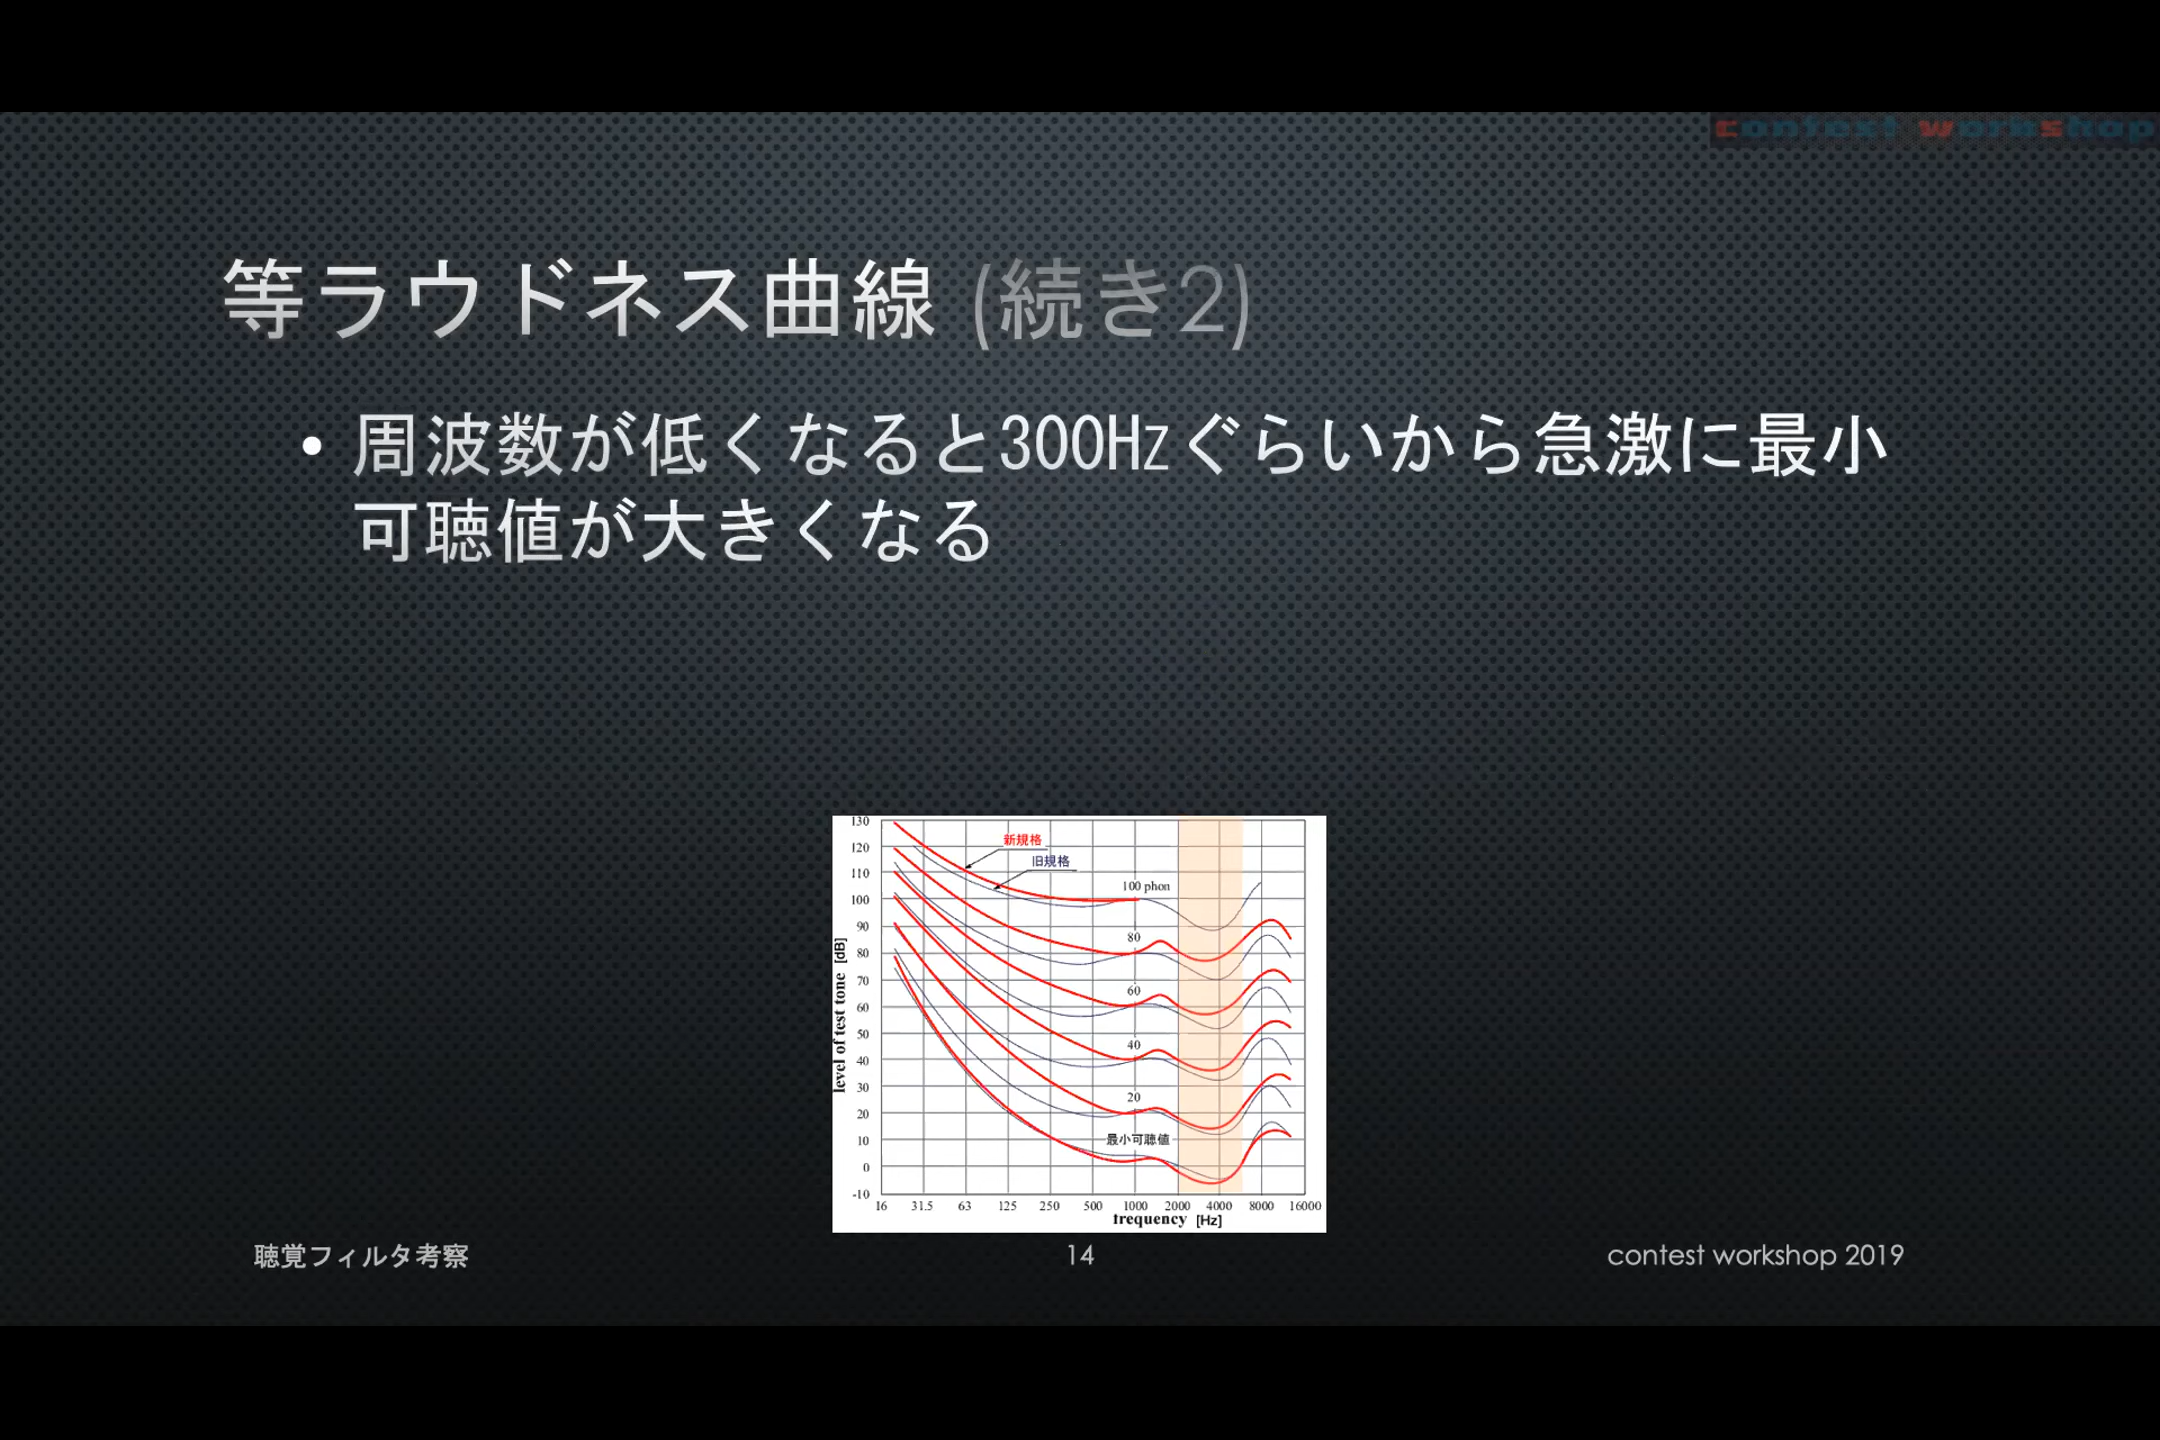 contest workshop
等ラウドネス曲線 (続き2)
• 周波数が低くなると300Hzぐらいから急激に最小
可聴値が大きくなる
130
120
110
100
90
80
70
60
50
40
30
20
10
0
-10
level of test tone [dB]
新規格
旧規格
100 phon
80
60
40
20
最小可聴値
16 31.5 63 125 250 500 1000 2000 4000 8000 16000
frequency [Hz]
聴覚フィルタ考察
14
contest workshop 2019